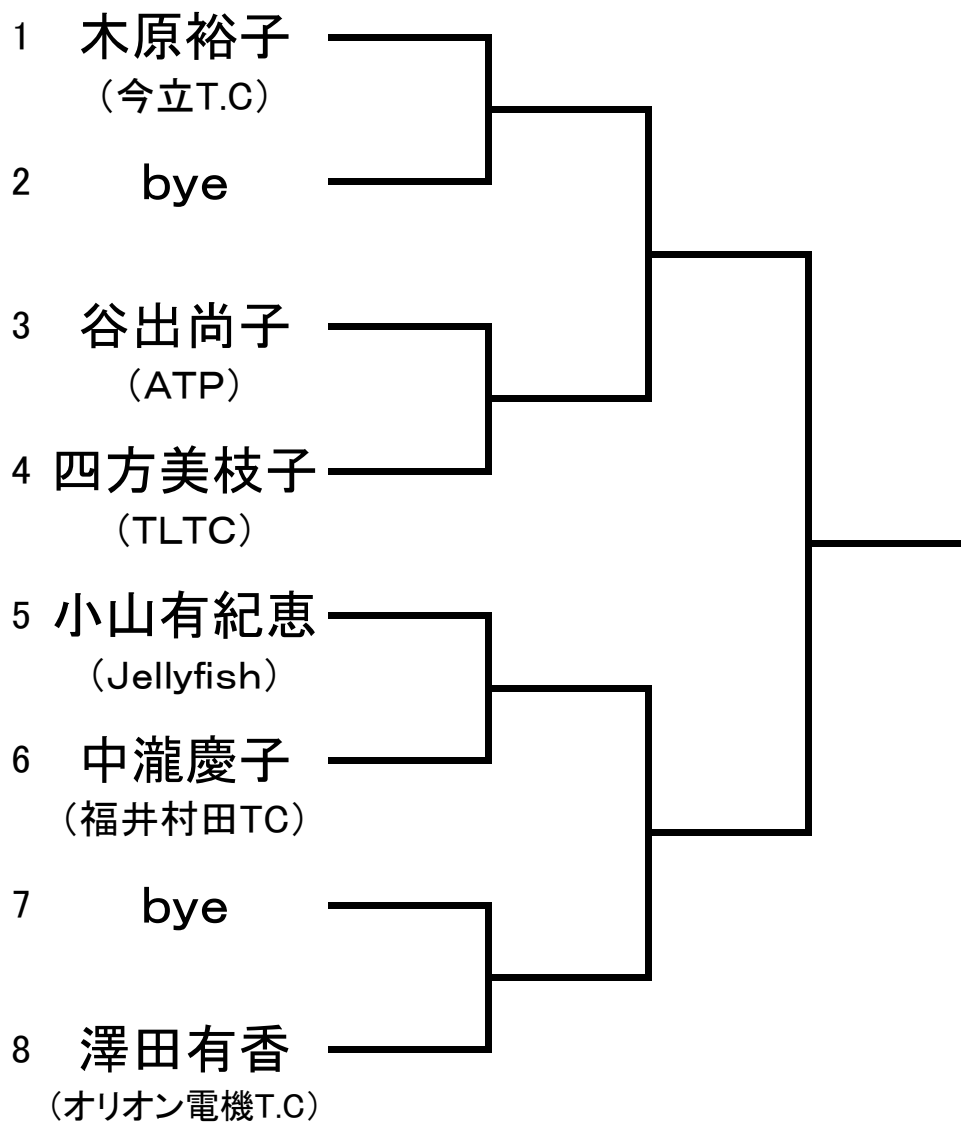 1 木原裕子
（今立T.C）
2 bye
3 谷出尚子
（ATP）
4 四方美枝子
（TLTC）
5 小山有紀恵
（Jellyfish）
6 中瀧慶子
（福井村田TC）
7 bye
8 澤田有香
（オリオン電機T.C）